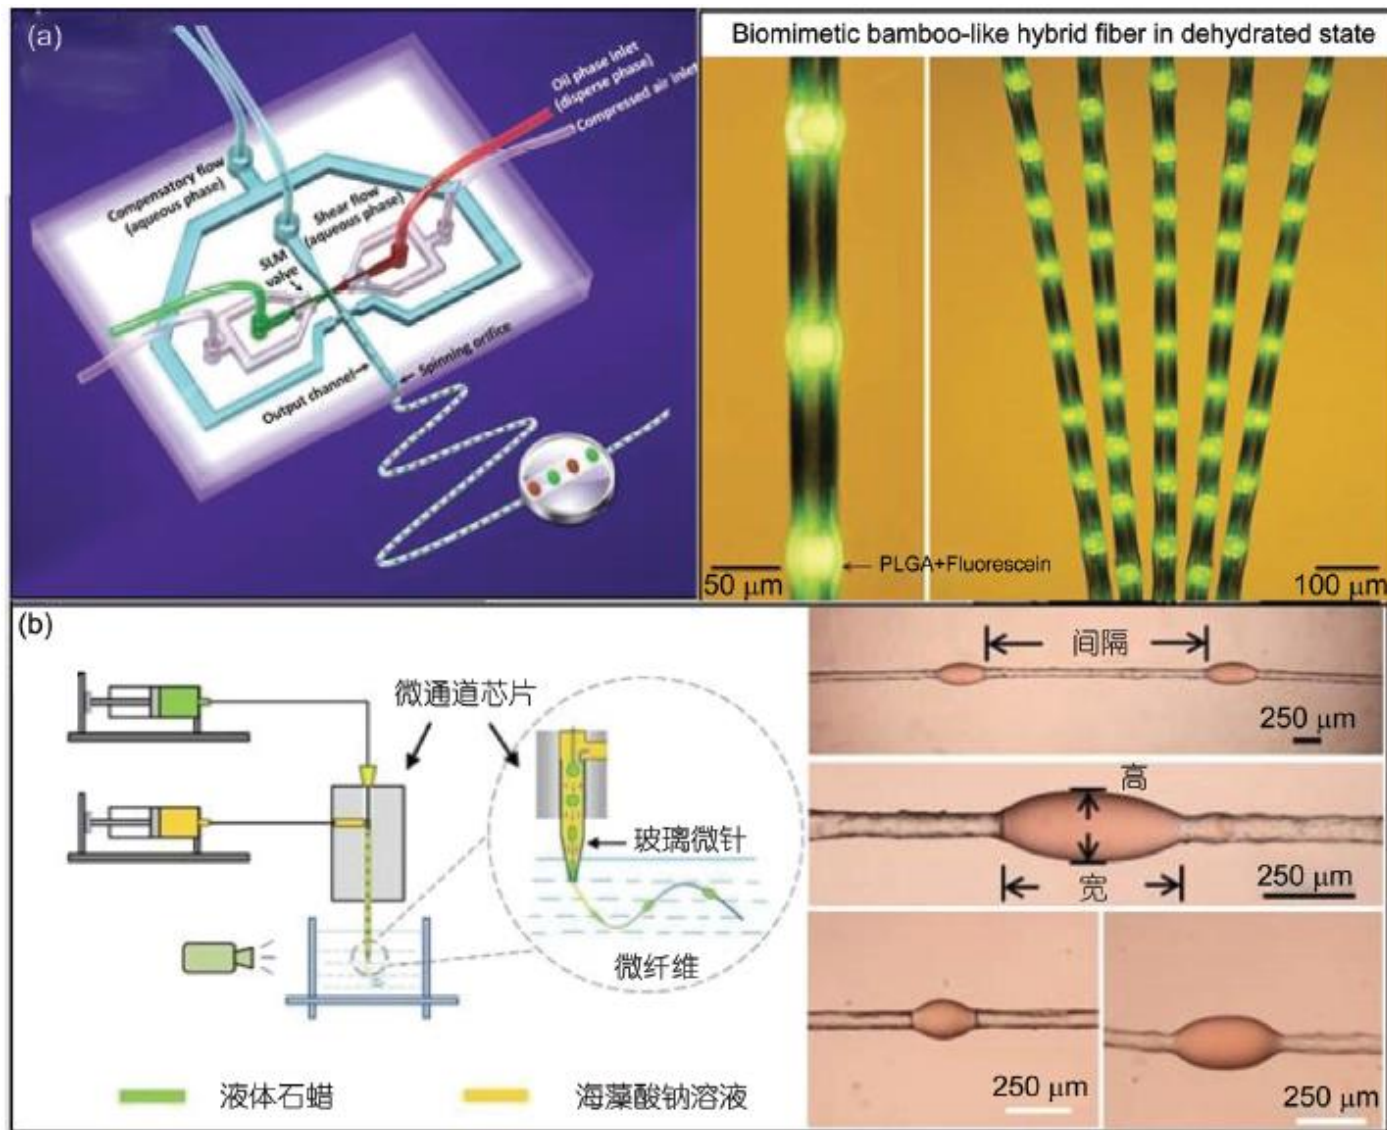 (a)
Oil phase inlet
(disperse phase)
Compressed air inlet
Compensatory flow
(aqueous phase)
Shear flow
(aqueous phase)
SLM
valve
Output channel
Spinning orifice
Biomimetic bamboo-like hybrid fiber in dehydrated state
PLGA+Fluorescein
50 μm
100 μm
(b)
微通道芯片
玻璃微针
微纤维
液体石蜡
海藻酸钠溶液
间隔
250 μm
高
宽
250 μm
250 μm
250 μm